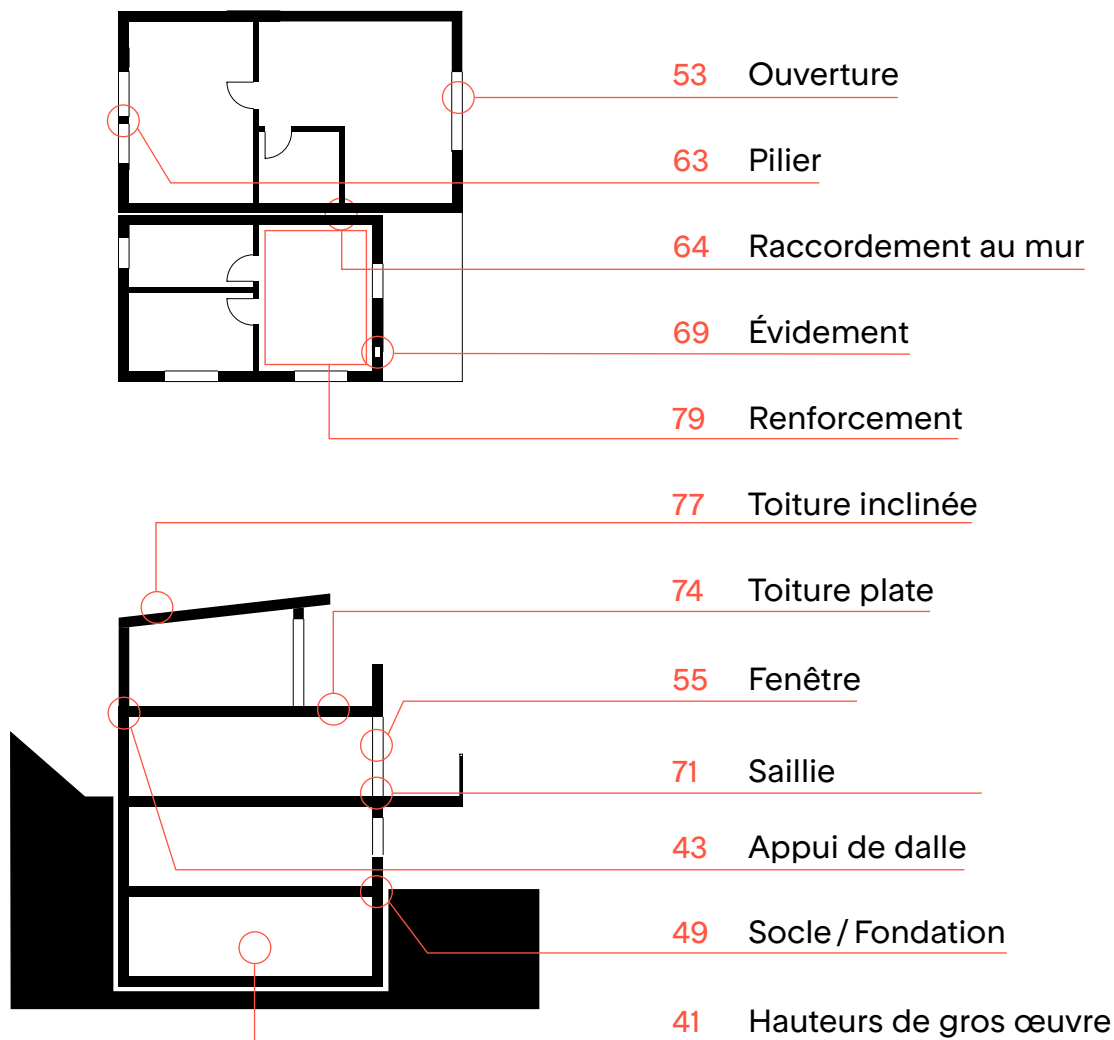 53 Ouverture
63 Pilier
64 Raccordement au mur
69 Évidement
79 Renforcement
77 Toiture inclinée
74 Toiture plate
55 Fenêtre
71 Saillie
43 Appui de dalle
49 Socle / Fondation
41 Hauteurs de gros œuvre